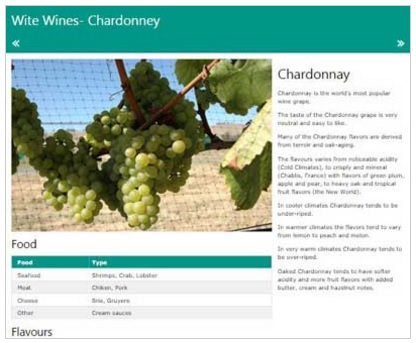 Wite Wines- Chardonney
« »
Chardonnay
Chardonnay is the world's most popular
wine grape.
The taste of the Chardonnay grape is very
neutral and easy to like.
Many of the Chardonnay flavors are derived
from terroir and oak-aging.
The flavours varies from noticeable acidity
(Cold Climates), to crisply and mineral
(Chablis, France) with flavors of green plum,
apple and pear, to heavy oak and tropical
fruit flavors (the New World).
In cooler climates Chardonnay tends to be
under-riped.
In warmer climates the flavors tend to vary
from lemon to peach and melon.
In very warm climates Chardonnay tends to
be over-riped.
Oaked Chardonnay tends to have softer
acidity and more fruit flavors with added
butter, cream and hazelnut notes.
Food
Food Type
Seafood Shrimps, Crab, Lobster
Meat Chiken, Pork
Cheese Brie, Gruyere
Other Cream sauces
Flavours